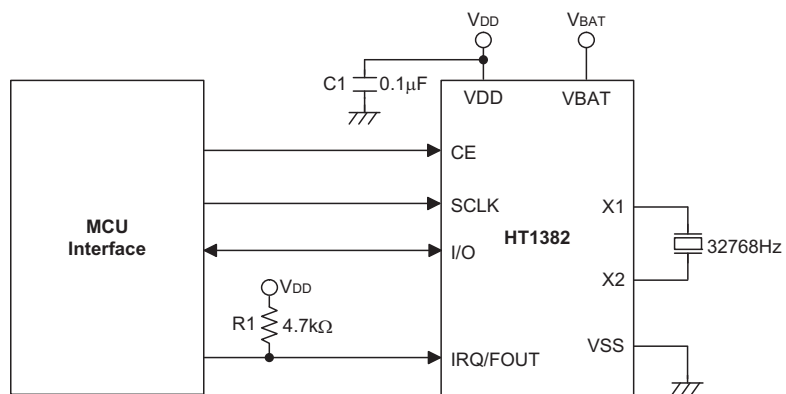 VDD
VBAT
C1
0.1μF
VDD
VBAT
CE
SCLK
X1
MCU
Interface
HT1382
32768Hz
I/O
X2
VDD
R1
4.7kΩ
VSS
IRQ/FOUT